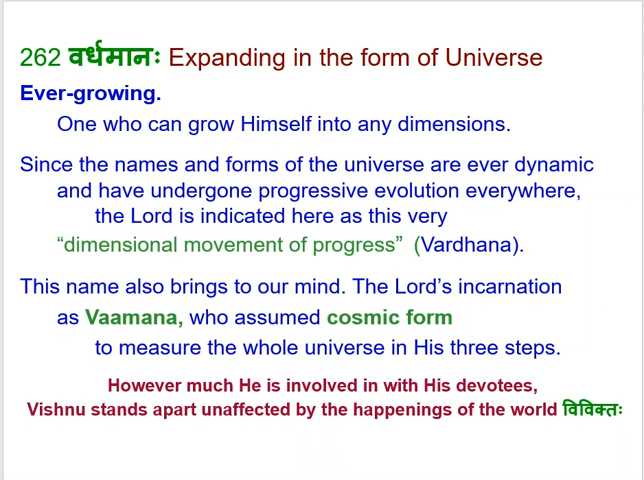 262 वर्धमानः Expanding in the form of Universe
Ever-growing.
One who can grow Himself into any dimensions.
Since the names and forms of the universe are ever dynamic
and have undergone progressive evolution everywhere,
the Lord is indicated here as this very
“dimensional movement of progress” (Vardhana).
This name also brings to our mind. The Lord’s incarnation
as Vaamana, who assumed cosmic form
to measure the whole universe in His three steps.
However much He is involved in with His devotees,
Vishnu stands apart unaffected by the happenings of the world विविक्तः